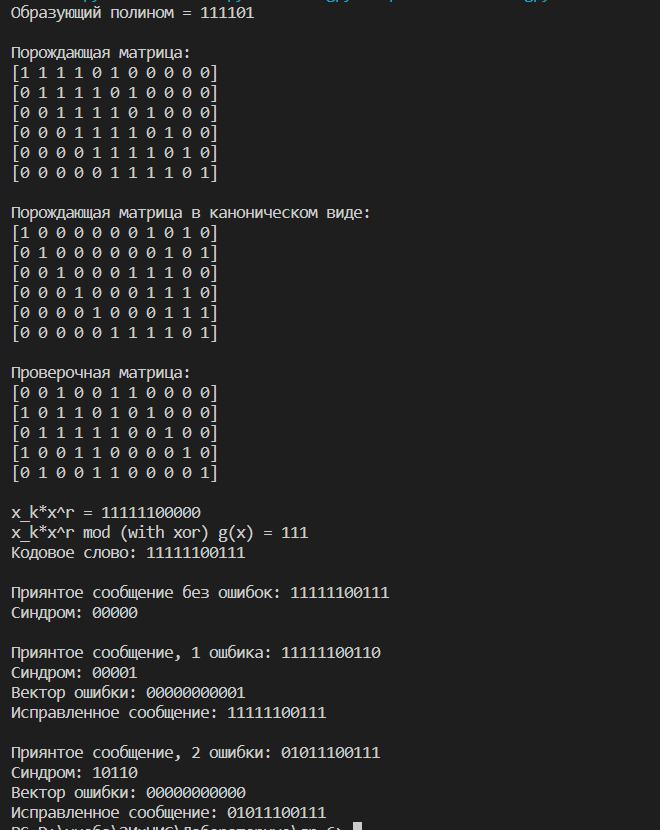 Образующий полином = 111101
Порождающая матрица:
[1 1 1 1 0 1 0 0 0 0 0]
[0 1 1 1 1 0 1 0 0 0 0]
[0 0 1 1 1 1 0 1 0 0 0]
[0 0 0 1 1 1 1 0 1 0 0]
[0 0 0 0 1 1 1 1 0 1 0]
[0 0 0 0 0 1 1 1 1 0 1]
Порождающая матрица в каноническом виде:
[1 0 0 0 0 0 0 1 0 1 0]
[0 1 0 0 0 0 0 0 1 0 1]
[0 0 1 0 0 0 1 1 1 0 0]
[0 0 0 1 0 0 0 1 1 1 0]
[0 0 0 0 1 0 0 0 1 1 1]
[0 0 0 0 0 1 1 1 1 0 1]
Проверочная матрица:
[0 0 1 0 0 1 1 0 0 0 0]
[1 0 1 1 0 1 0 1 0 0 0]
[0 1 1 1 1 1 0 0 1 0 0]
[1 0 0 1 1 0 0 0 0 1 0]
[0 1 0 0 1 1 0 0 0 0 1]
x_k*x^r = 11111100000
x_k*x^r mod (with xor) g(x) = 111
Кодовое слово: 11111100111
Приянтое сообщение без ошибок: 11111100111
Синдром: 00000
Приянтое сообщение, 1 ошбика: 11111100110
Синдром: 00001
Вектор ошибки: 00000000001
Исправленное сообщение: 11111100111
Приянтое сообщение, 2 ошибки: 01011100111
Синдром: 10110
Вектор ошибки: 00000000000
Исправленное сообщение: 01011100111